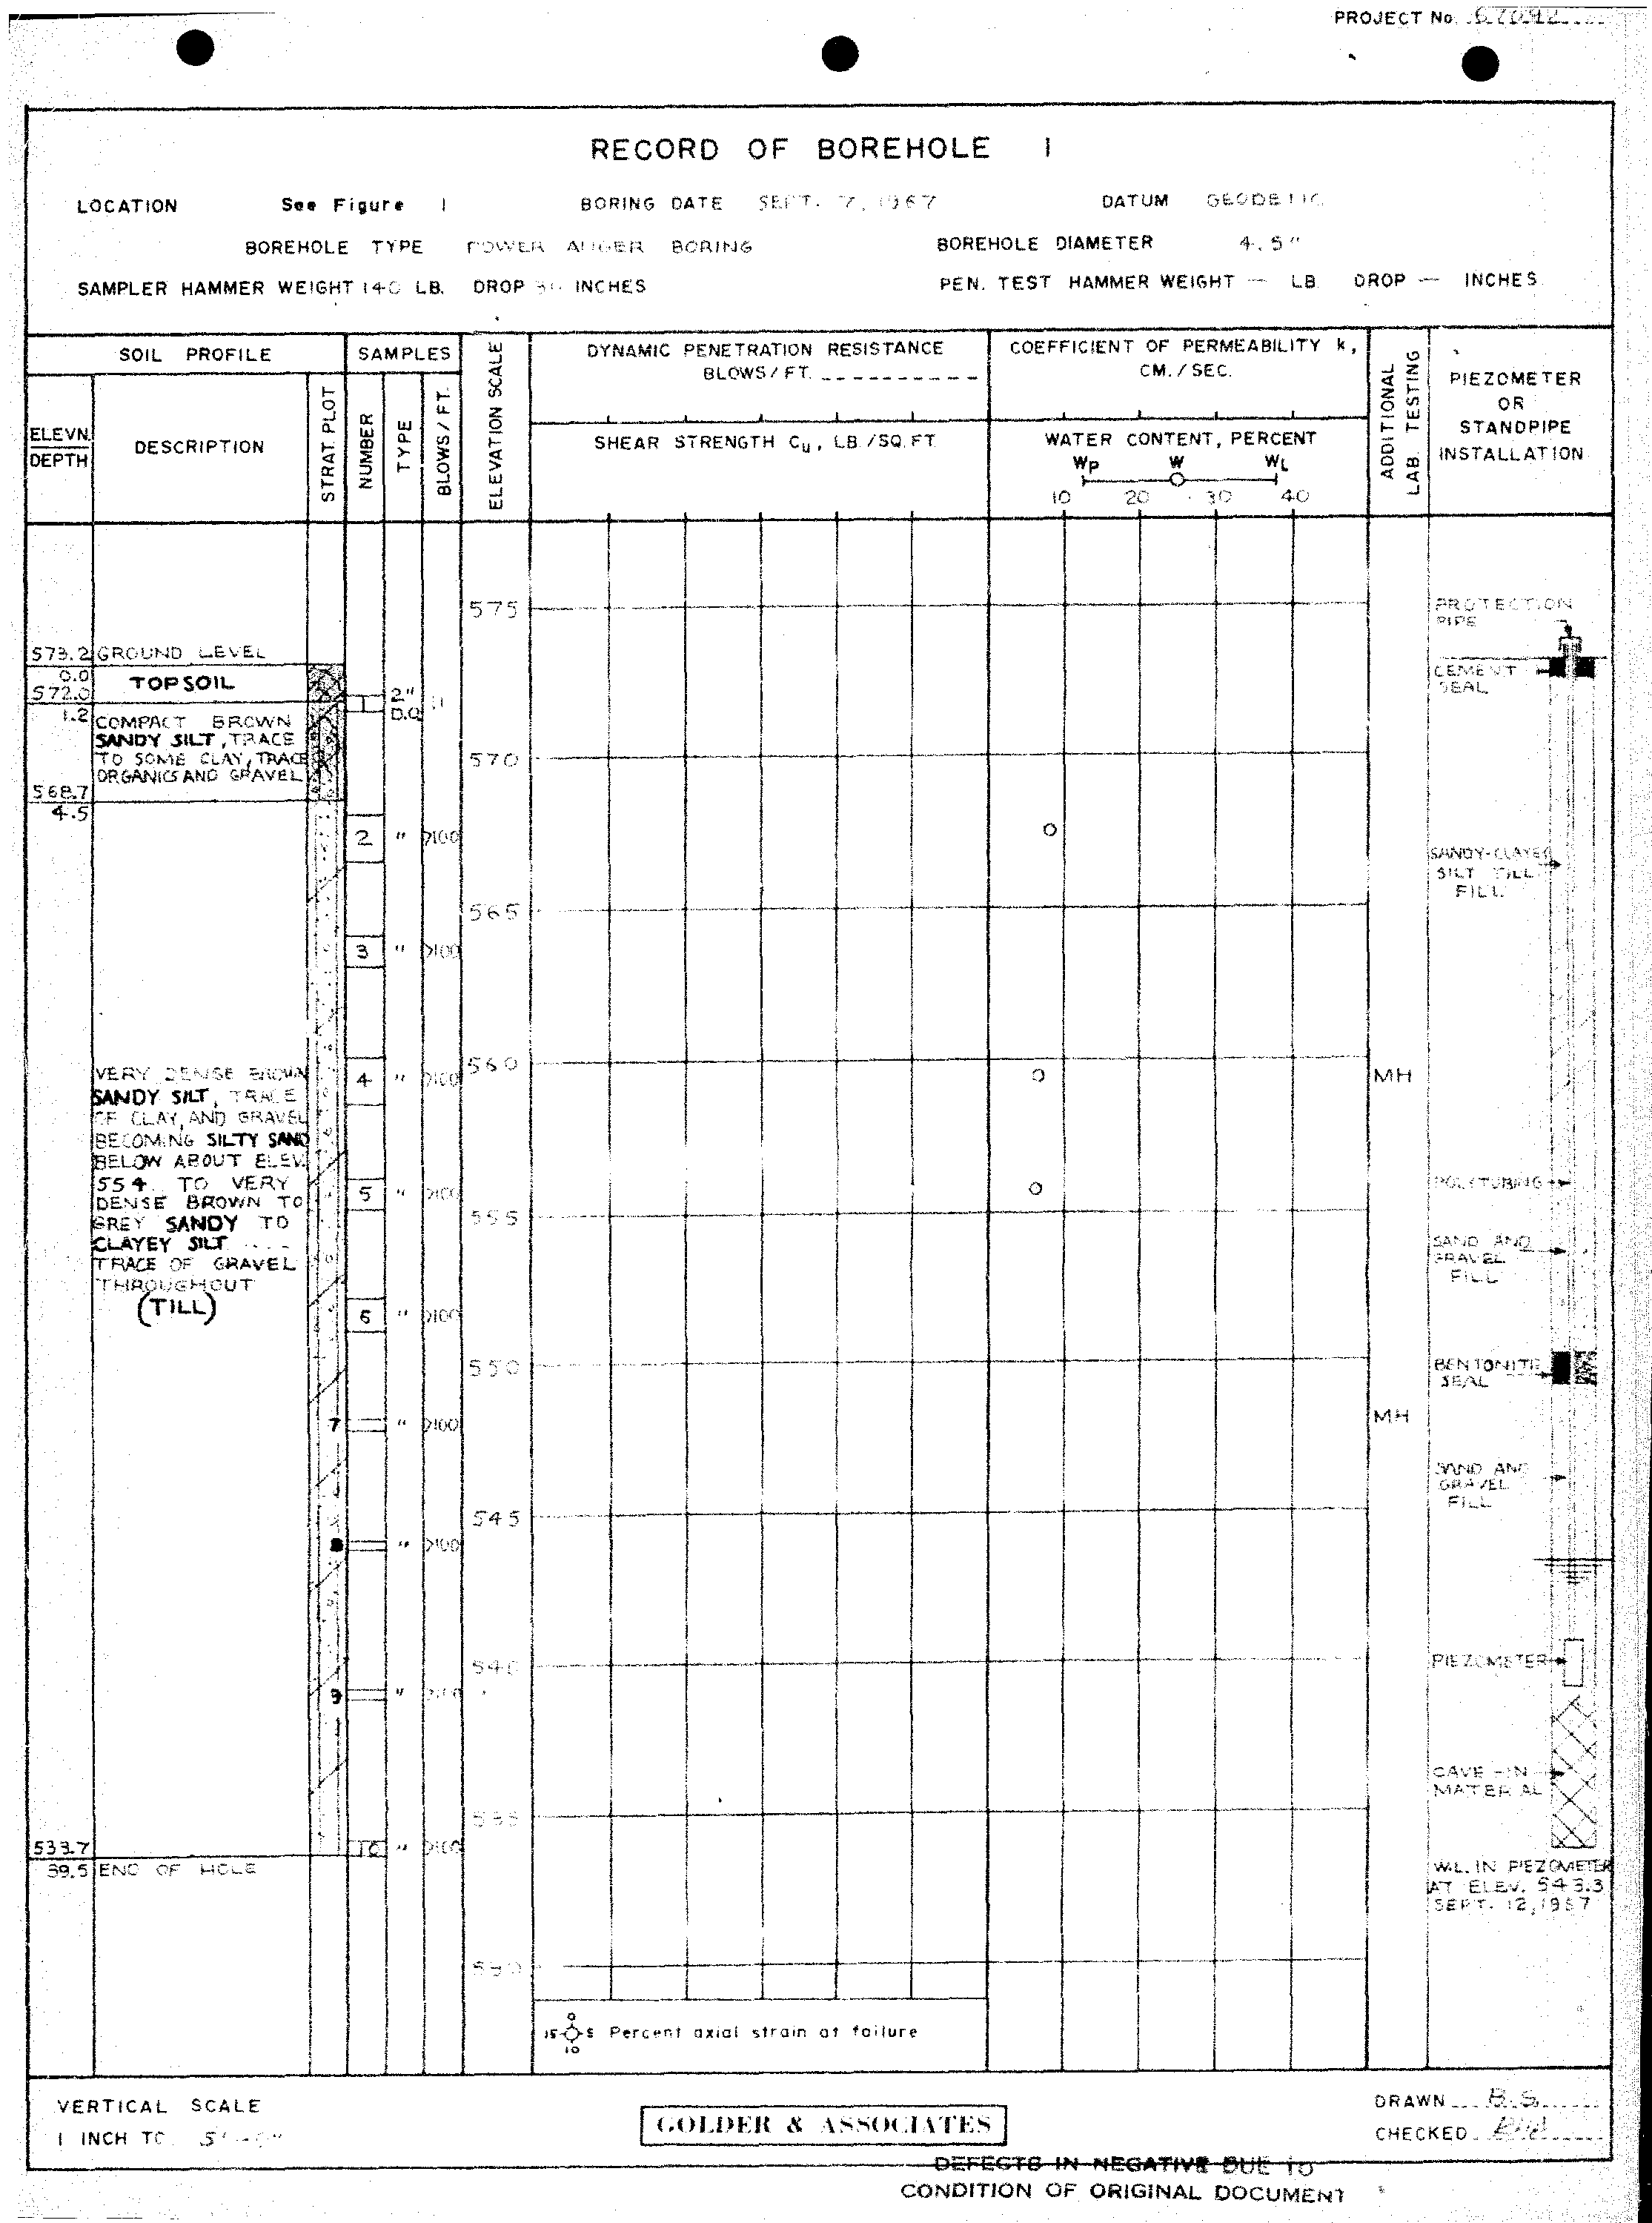 PROJECT No. 67092
RECORD OF BOREHOLE 1
LOCATION See Figure 1 BORING DATE SEPT. 7, 1967 DATUM GEODETIC
BOREHOLE TYPE POWER AUGER BORING BOREHOLE DIAMETER 4.5"
SAMPLER HAMMER WEIGHT 140 LB. DROP 30 INCHES PEN. TEST HAMMER WEIGHT — LB. DROP — INCHES
SOIL PROFILE
ELEVN.
DEPTH
DESCRIPTION
STRAT. PLOT
SAMPLES
NUMBER
TYPE
BLOWS / FT.
ELEVATION SCALE
DYNAMIC PENETRATION RESISTANCE
BLOWS / FT. ----------
SHEAR STRENGTH Cu, LB./SQ.FT.
COEFFICIENT OF PERMEABILITY k,
CM. / SEC.
WATER CONTENT, PERCENT
Wp W WL
10 20 30 40
ADDITIONAL
LAB. TESTING
PIEZOMETER
OR
STANDPIPE
INSTALLATION
573.2 GROUND LEVEL
0.0
TOPSOIL
572.0
1.2
COMPACT BROWN
SANDY SILT, TRACE
TO SOME CLAY, TRACE
ORGANICS AND GRAVEL
568.7
4.5
VERY DENSE BROWN
SANDY SILT, TRACE
OF CLAY, AND GRAVEL
BECOMING SILTY SAND
BELOW ABOUT ELEV.
554. TO VERY
DENSE BROWN TO
GREY SANDY TO
CLAYEY SILT
TRACE OF GRAVEL
THROUGHOUT
(TILL)
533.7
39.5 END OF HOLE
1 2" D.O. 11
2 " >100
3 " >100
4 " >100
5 " >100
6 " >100
7 " >100
8 " >100
9 " >100
10 " >100
575
570
565
560
555
550
545
540
535
530
MH
MH
PROTECTION
PIPE
CEMENT
SEAL
SANDY-CLAYEY
SILT TILL
FILL
POLYTUBING
SAND AND
GRAVEL
FILL
BENTONITE
SEAL
SAND AND
GRAVEL
FILL
PIEZOMETER
CAVE-IN
MATERIAL
W.L. IN PIEZOMETER
AT ELEV. 543.3
SEPT. 12, 1967
0
15 5 Percent axial strain at failure
10
VERTICAL SCALE
1 INCH TO 5'-0"
GOLDER & ASSOCIATES
DRAWN B.S.
CHECKED
DEFECTS IN NEGATIVE DUE TO
CONDITION OF ORIGINAL DOCUMENT